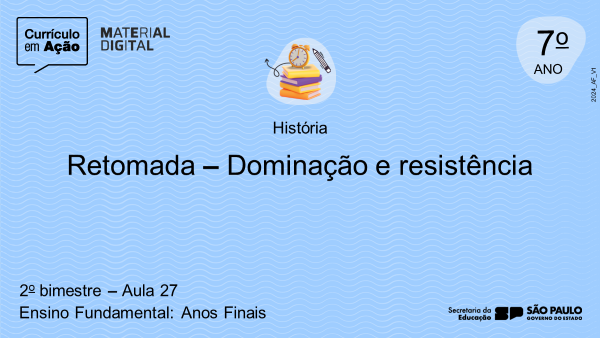 Currículo
em Ação
MATERIAL
DIGITAL
7º
ANO
2024_AF_V1
História
Retomada – Dominação e resistência
2º bimestre – Aula 27
Ensino Fundamental: Anos Finais
Secretaria da
Educação
SP
SÃO PAULO
GOVERNO DO ESTADO